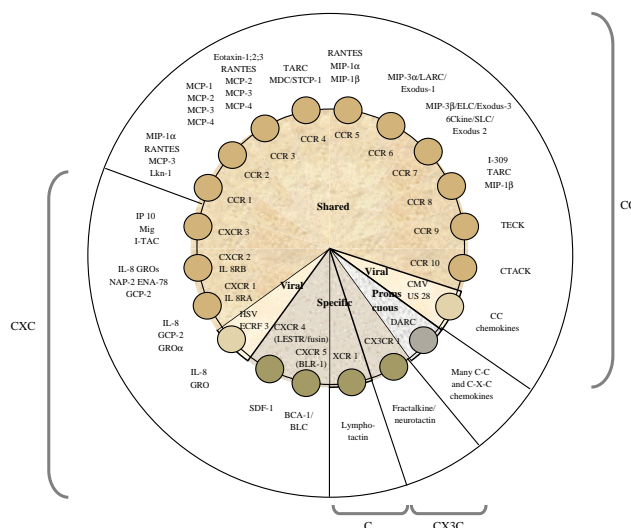 Eotaxin-1;2;3
RANTES
MCP-2
MCP-3
MCP-4
TARC
MDC/STCP-1
RANTES
MIP-1α
MIP-1β
MIP-3α/LARC/
Exodus-1
MIP-3β/ELC/Exodus-3
6Ckine/SLC/
Exodus 2
I-309
TARC
MIP-1β
TECK
CTACK
CC
chemokines
Many C-C
and C-X-C
chemokines
Fractalkine/
neurotactin
Lympho-
tactin
BCA-1/
BLC
SDF-1
IL-8
GRO
IL-8
GCP-2
GROα
IL-8 GROs
NAP-2 ENA-78
GCP-2
IP 10
Mig
I-TAC
MIP-1α
RANTES
MCP-3
Lkn-1
MCP-1
MCP-2
MCP-3
MCP-4
CCR 1
CCR 2
CCR 3
CCR 4
CCR 5
CCR 6
CCR 7
CCR 8
CCR 9
CCR 10
CMV
US 28
DARC
CX3CR 1
XCR 1
CXCR 5
(BLR-1)
CXCR 4
(LESTR/fusin)
HSV
ECRF 3
CXCR 1
IL 8RA
CXCR 2
IL 8RB
CXCR 3
Shared
Viral
Promis
cuous
Specific
Viral
CXC
CC
C
CX3C